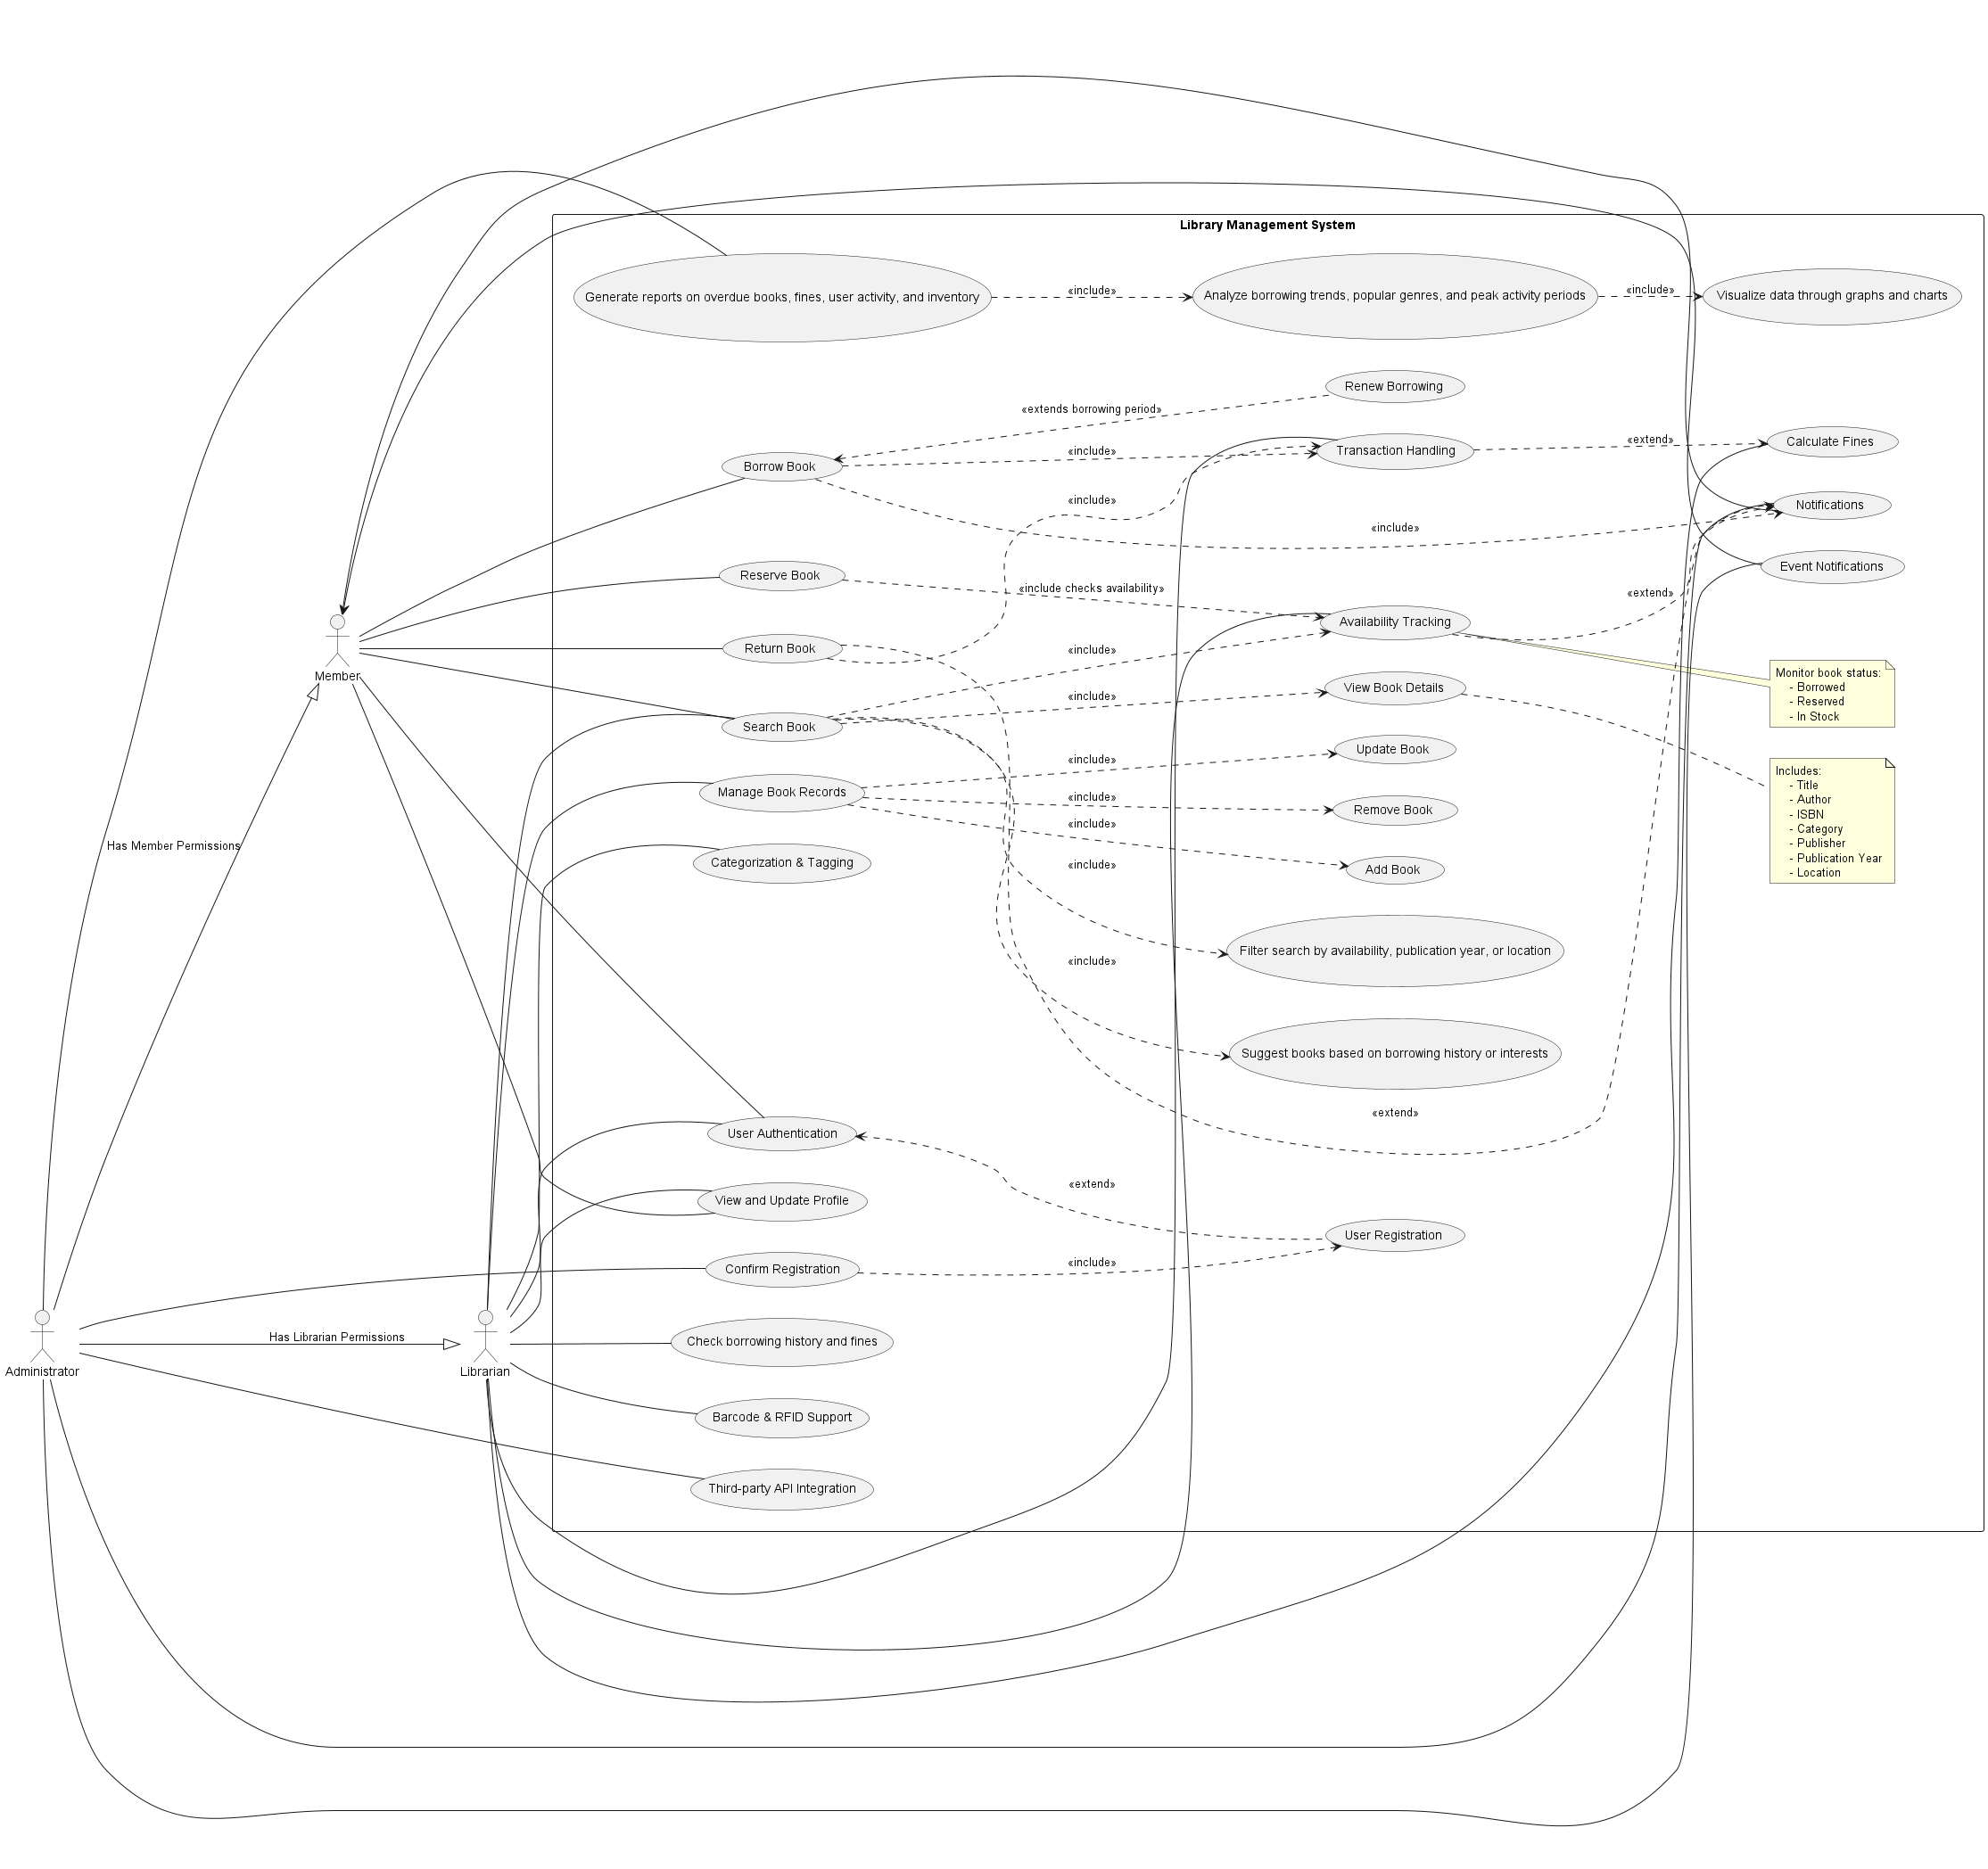 Library Management System
Generate reports on overdue books, fines, user activity, and inventory
«include»
Analyze borrowing trends, popular genres, and peak activity periods
«include»
Visualize data through graphs and charts
Renew Borrowing
«extends borrowing period»
Borrow Book
«include»
Transaction Handling
«extend»
Calculate Fines
«include»
«include»
Notifications
Reserve Book
«include checks availability»
Event Notifications
«extend»
Availability Tracking
Member
Return Book
«include»
Monitor book status:
- Borrowed
- Reserved
- In Stock
Search Book
«include»
View Book Details
Update Book
«include»
Manage Book Records
«include»
Remove Book
«include»
Add Book
Includes:
- Title
- Author
- ISBN
- Category
- Publisher
- Publication Year
- Location
Has Member Permissions
Categorization & Tagging
«include»
Filter search by availability, publication year, or location
«include»
Suggest books based on borrowing history or interests
«extend»
User Authentication
«extend»
View and Update Profile
User Registration
Confirm Registration
«include»
Has Librarian Permissions
Check borrowing history and fines
Administrator
Librarian
Barcode & RFID Support
Third-party API Integration